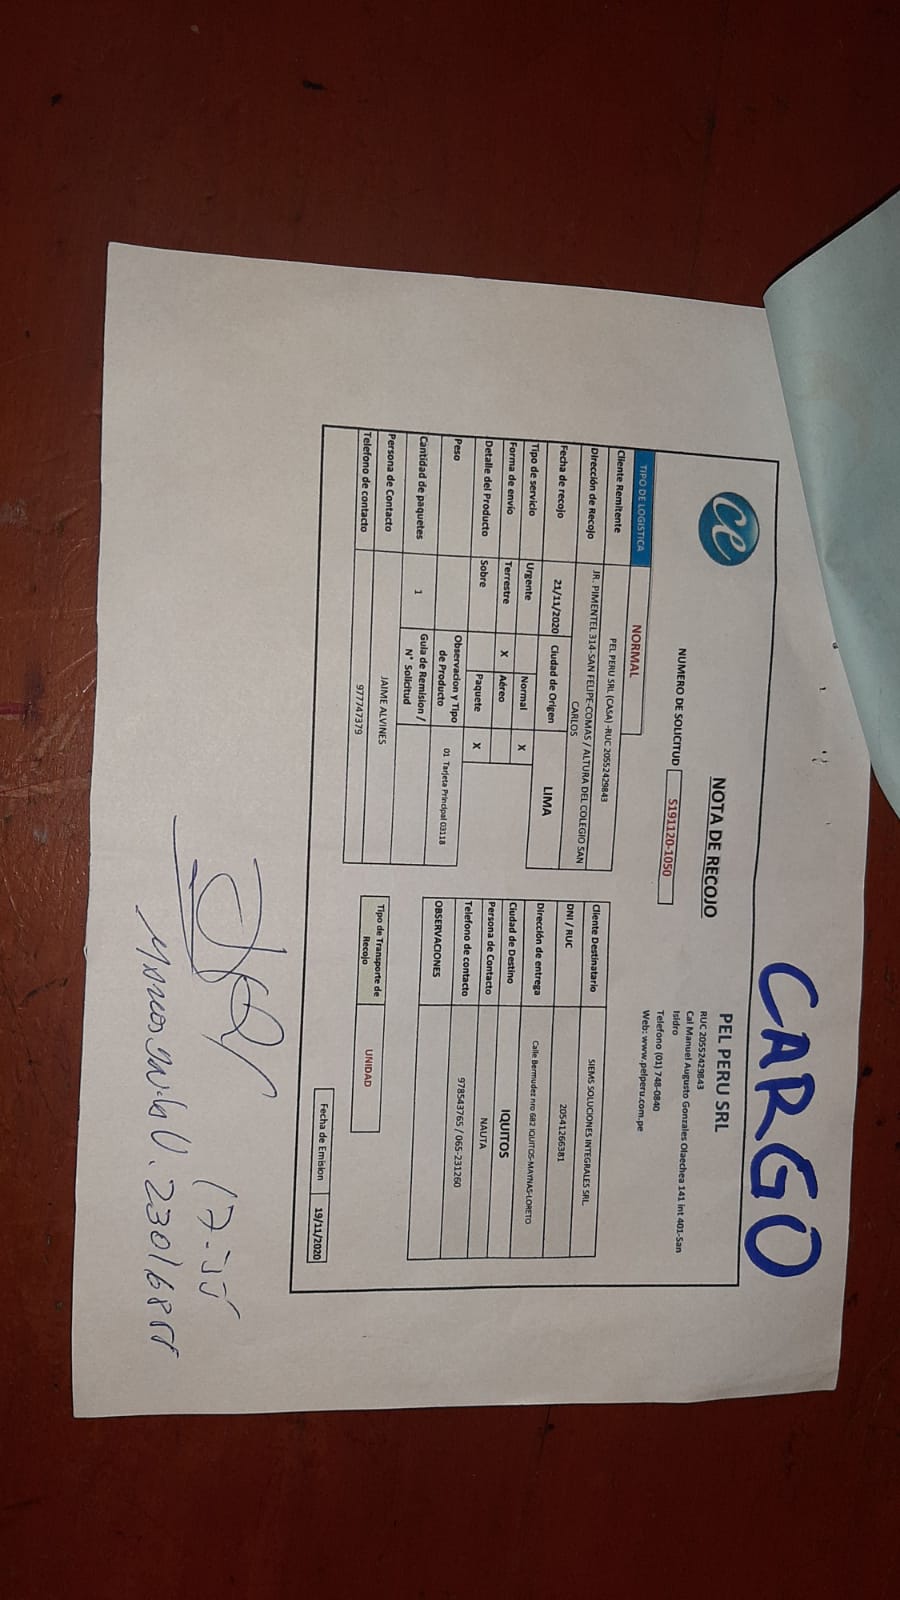 CARGO
ce
NOTA DE RECOJO
PEL PERU SRL
RUC 20552429843
Cal Manuel Augusto Gonzales Olaechea 141 int 401-San
Isidro
Telefono (01) 748-0840
Web: www.pelperu.com.pe
NUMERO DE SOLICITUD S191120-1050
TIPO DE LOGISTICA NORMAL
Cliente Remitente PEL PERU SRL (CASA) -RUC 20552429843
Dirección de Recojo JR. PIMENTEL 314-SAN FELIPE-COMAS / ALTURA DEL COLEGIO SAN
CARLOS
Fecha de recojo 21/11/2020 Ciudad de Origen LIMA
Tipo de servicio Urgente Normal X
Forma de envio Terrestre X Aéreo
Detalle del Producto Sobre Paquete X
Peso Observacion y Tipo
de Producto 01 Tarjeta Principal 03118
Cantidad de paquetes 1 Guia de Remision /
N° Solicitud
Persona de Contacto JAIME ALVINES
Telefono de contacto 977747379
Cliente Destinatario SIEMS SOLUCIONES INTEGRALES SRL
DNI / RUC 20541266381
Dirección de entrega Calle Bermudez nro 682 IQUITOS-MAYNAS-LORETO
Ciudad de Destino IQUITOS
Persona de Contacto NAUTA
Telefono de contacto 978543765 / 065-231260
OBSERVACIONES
Tipo de Transporte de
Recojo UNIDAD
Fecha de Emision 19/11/2020